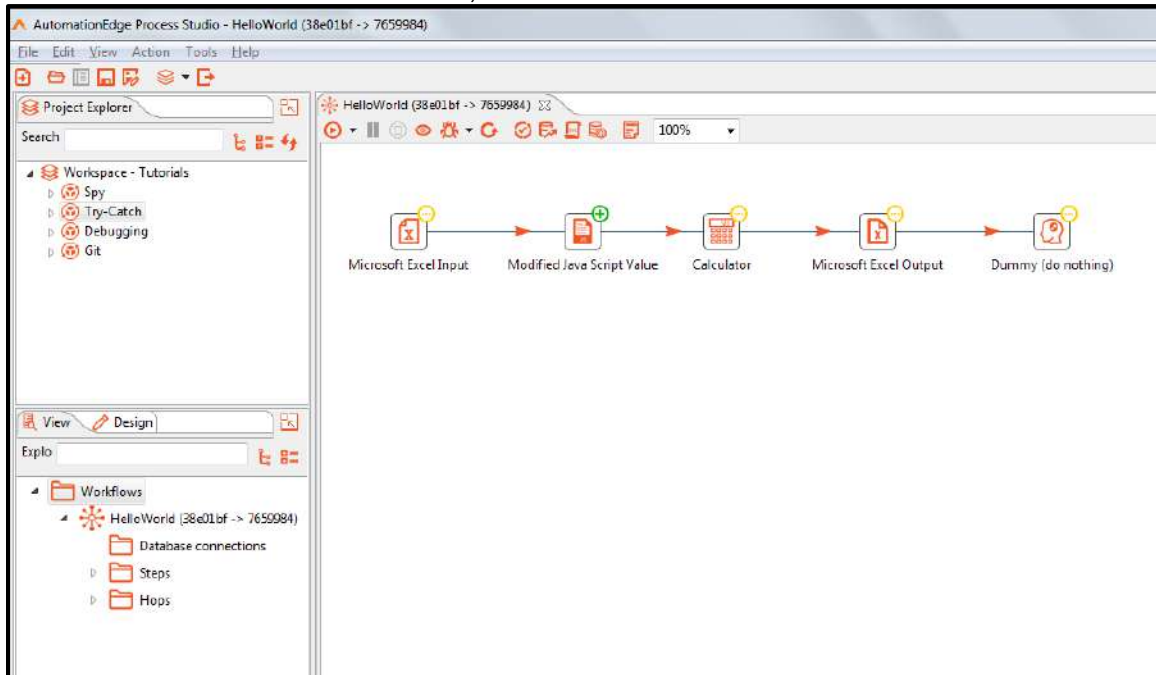 AutomationEdge Process Studio - HelloWorld (38e01bf -> 7659984)
File Edit View Action Tools Help
Project Explorer
HelloWorld (38e01bf -> 7659984)
Search
100%
Workspace - Tutorials
Spy
Try-Catch
Debugging
Git
Microsoft Excel Input Modified Java Script Value Calculator Microsoft Excel Output Dummy (do nothing)
View Design
Explo
Workflows
HelloWorld (38e01bf -> 7659984)
Database connections
Steps
Hops